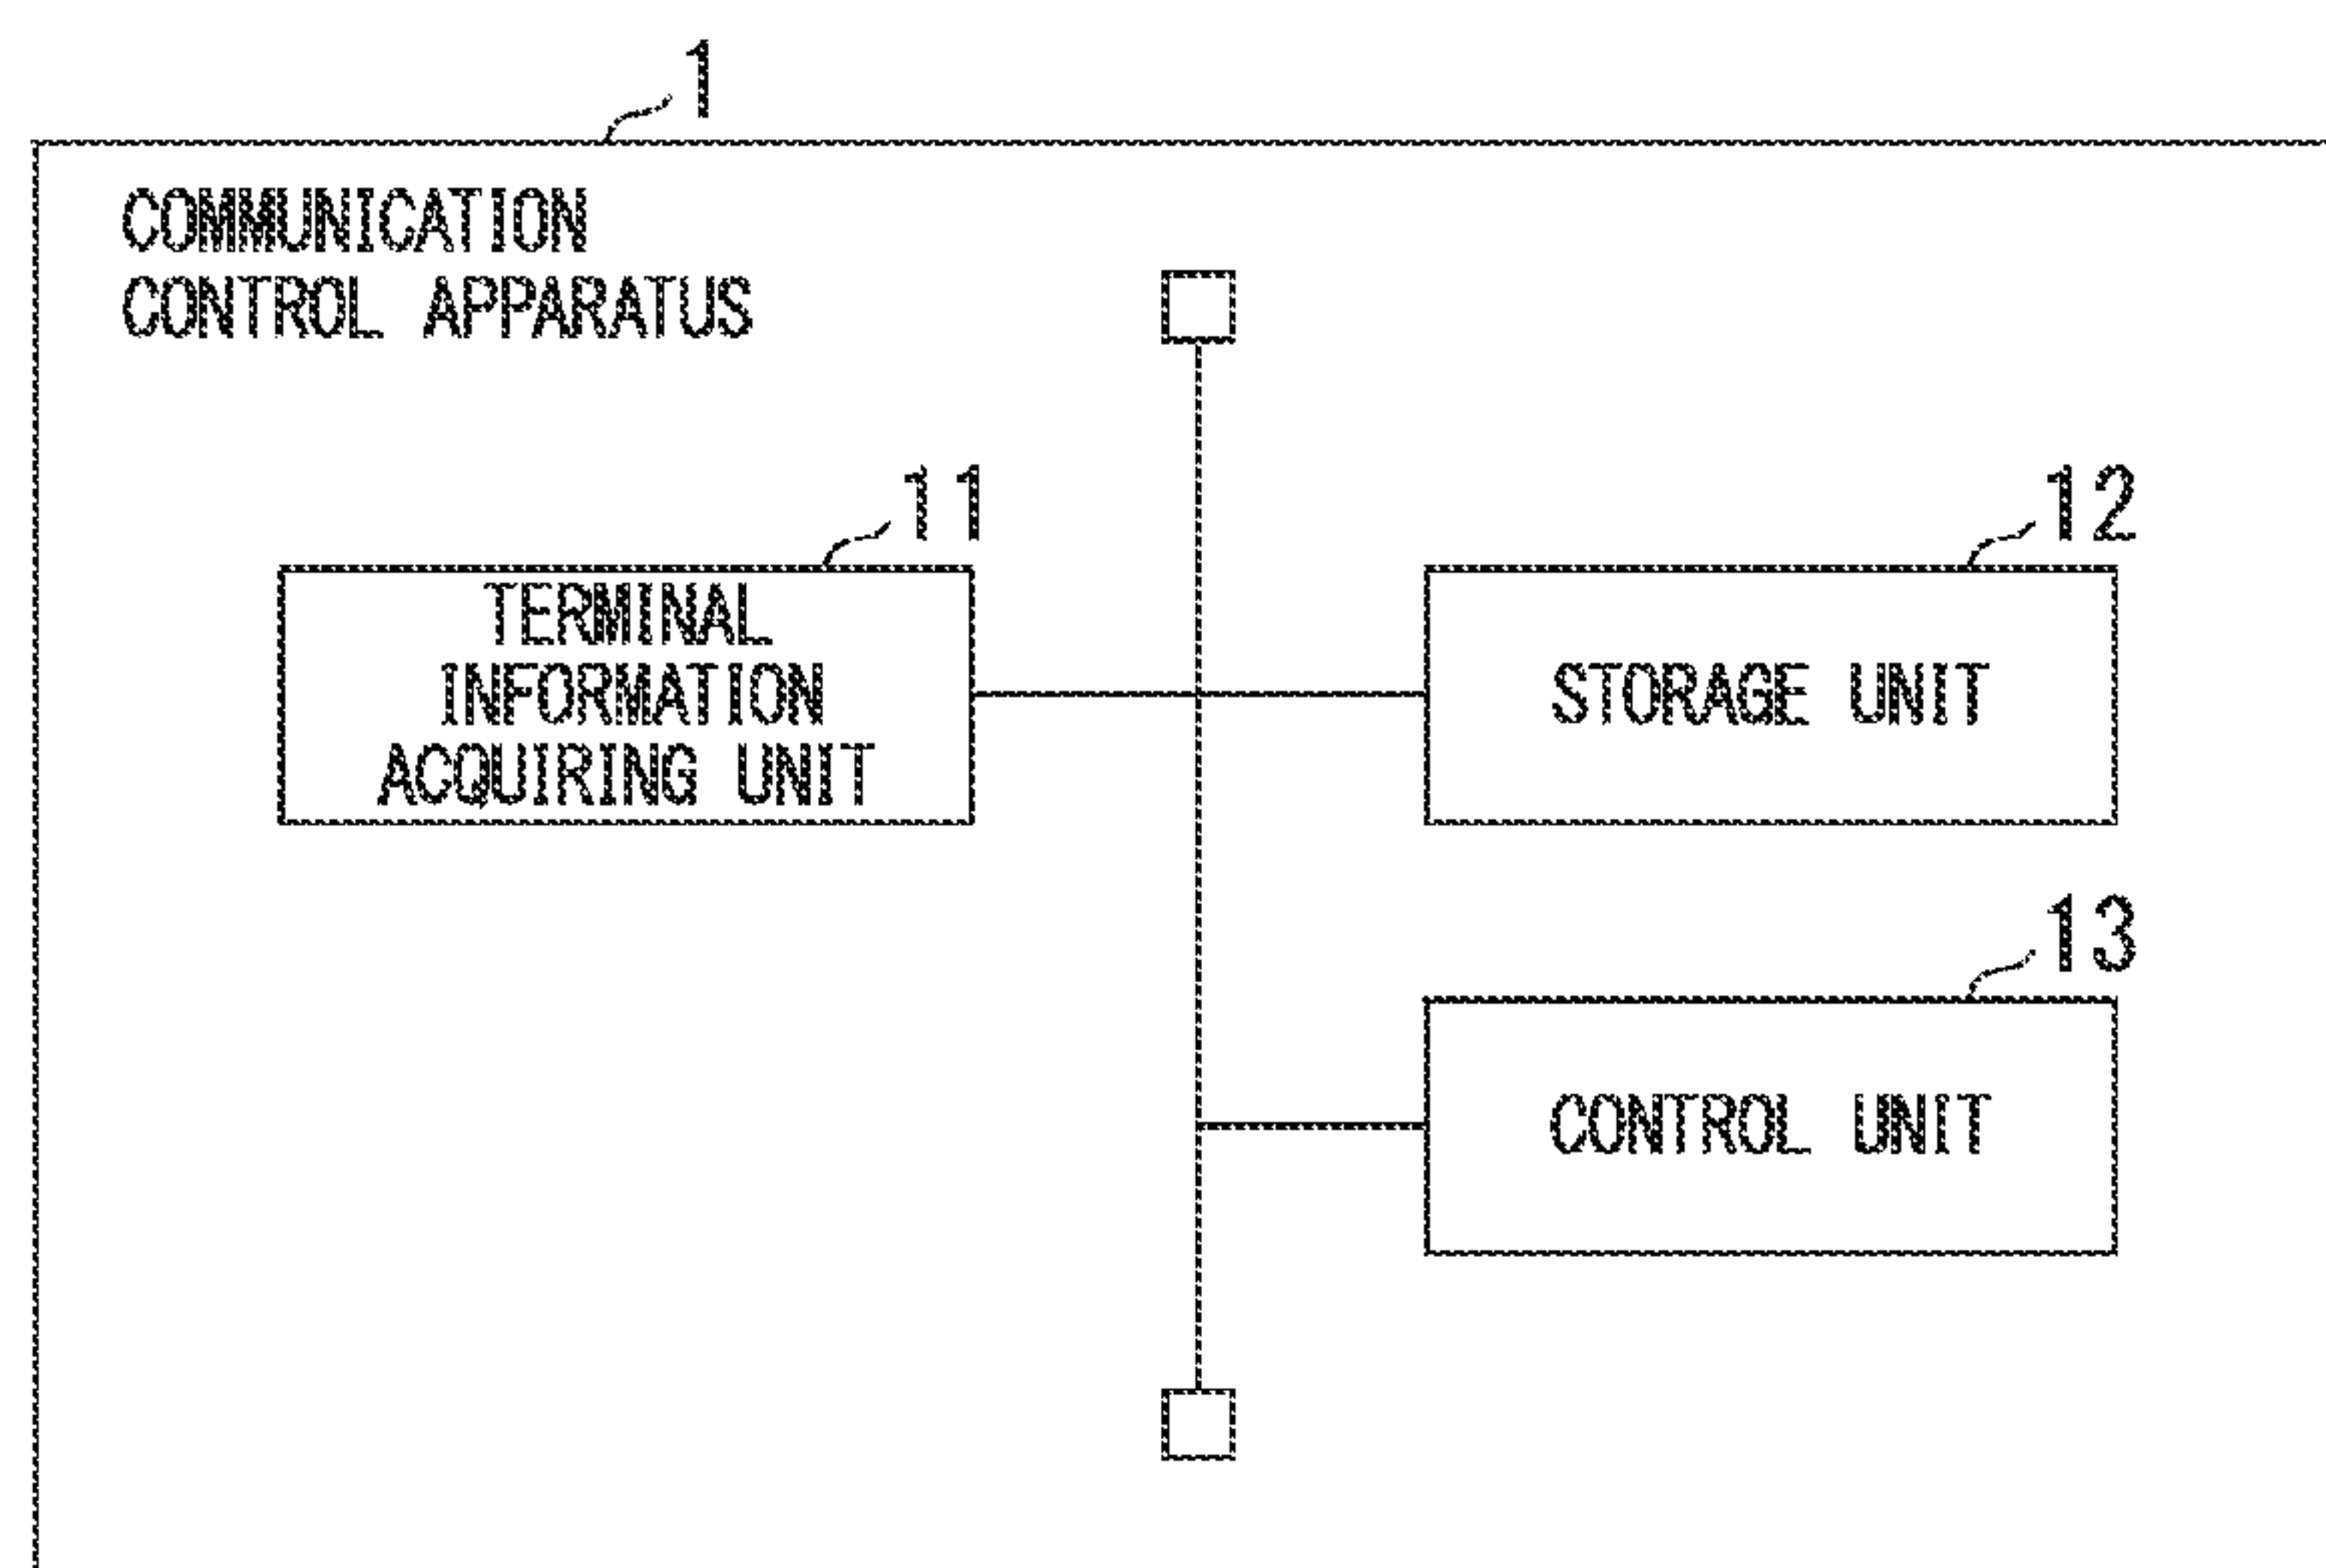 1
COMMUNICATION
CONTROL APPARATUS
11
12
TERMINAL
INFORMATION
ACQUIRING UNIT
STORAGE UNIT
13
CONTROL UNIT